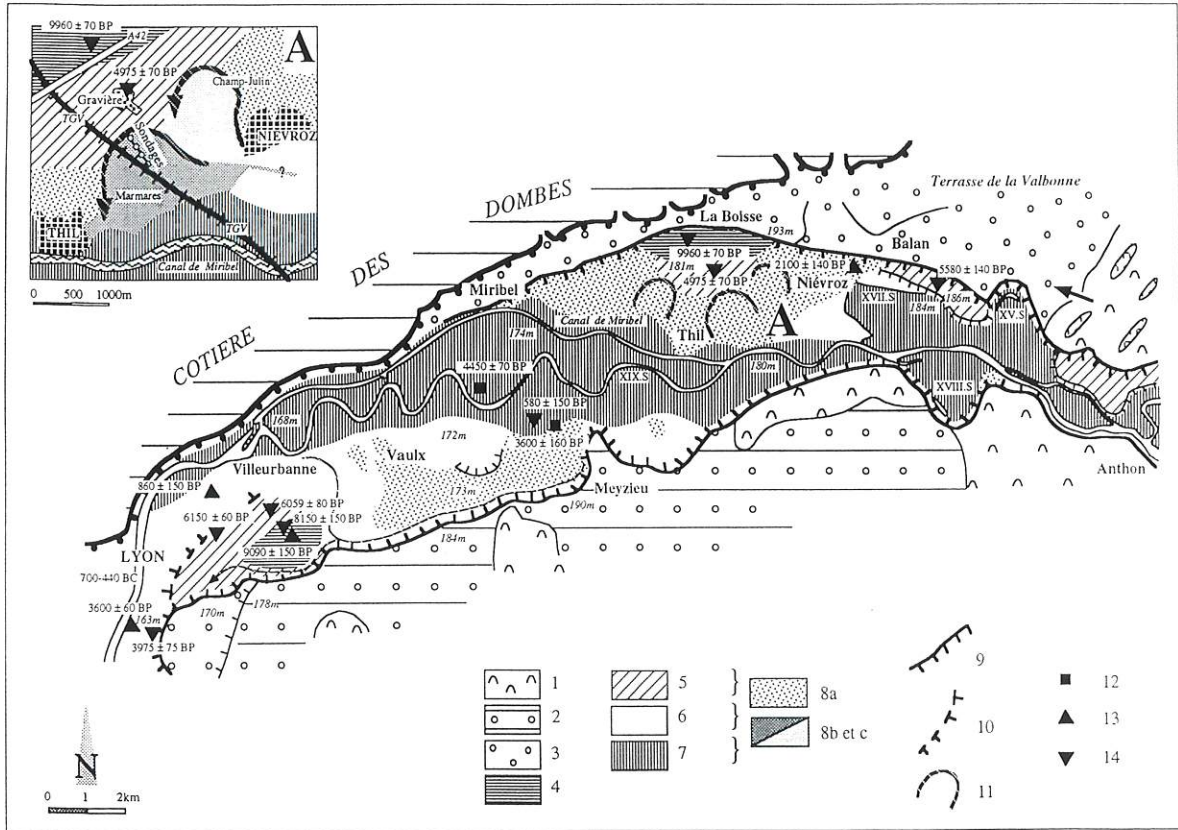 9960 ± 70 BP
A42
A
4975 ± 70 BP
Champ-Julin
Gravière
TGV
Sondages
NIEVROZ
?
Marmares
THIL
TGV
Canal de Miribel
0 500 1000m
COTIERE DES DOMBES
Terrasse de la Valbonne
La Boisse
193m
Balan
9960 ± 70 BP
2100 ± 140 BP
5580 ± 140 BP
181m
4975 ± 70 BP
Niévroz
XVII.S
186m
184m
XV.S
Miribel
Canal de Miribel
174m
Thil
A
4450 ± 70 BP
XIX.S
180m
XVIII.S
580 ± 150 BP
168m
3600 ± 160 BP
172m
Vaulx
Villeurbanne
Anthon
860 ± 150 BP
6059 ± 80 BP
173m
Meyzieu
190m
6150 ± 60 BP
8150 ± 150 BP
184m
LYON
9090 ± 150 BP
700-440 BC
178m
3600 ± 60 BP
170m
163m
3975 ± 75 BP
1
2
3
4
5
6
7
8a
8b et c
9
10
11
12
13
14
N
0 1 2km